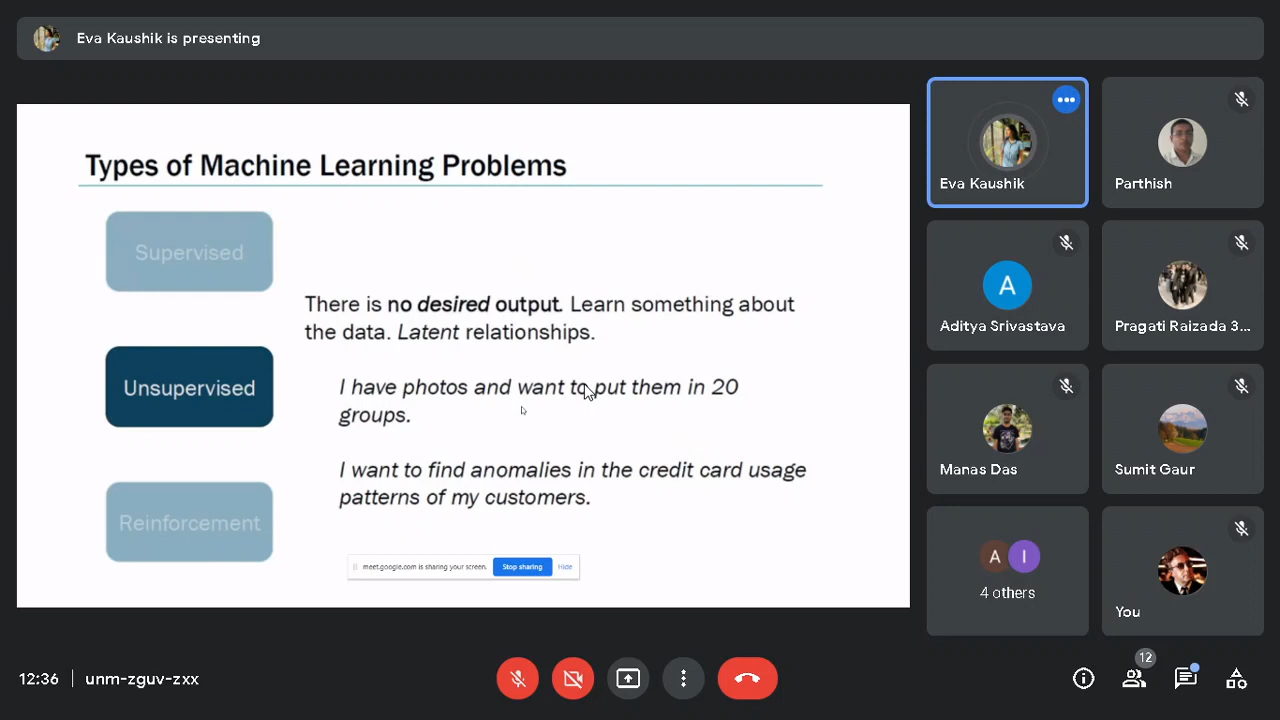 Eva Kaushik is presenting
Types of Machine Learning Problems
Supervised
There is no desired output. Learn something about
the data. Latent relationships.
Unsupervised
I have photos and want to put them in 20
groups.
I want to find anomalies in the credit card usage
patterns of my customers.
Reinforcement
meet.google.com is sharing your screen.
Stop sharing
Hide
Eva Kaushik
Parthish
Aditya Srivastava
Pragati Raizada 3...
Manas Das
Sumit Gaur
A
A I
4 others
You
12:36 | unm-zguv-zxx
12